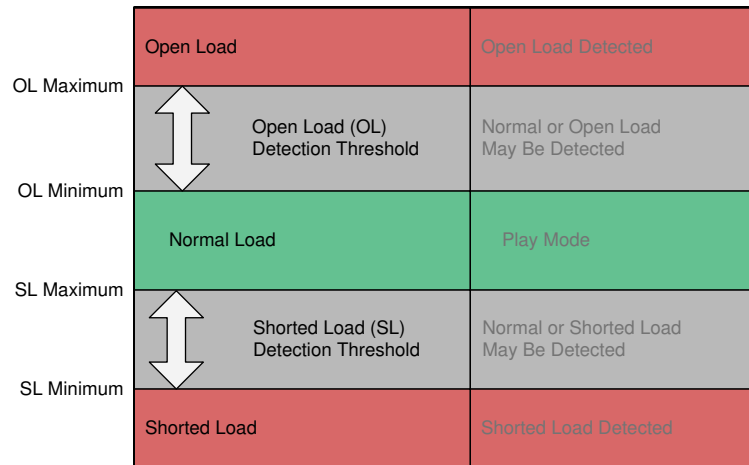 Open Load
Open Load Detected
OL Maximum
Open Load (OL)
Detection Threshold
Normal or Open Load
May Be Detected
OL Minimum
Normal Load
Play Mode
SL Maximum
Shorted Load (SL)
Detection Threshold
Normal or Shorted Load
May Be Detected
SL Minimum
Shorted Load
Shorted Load Detected